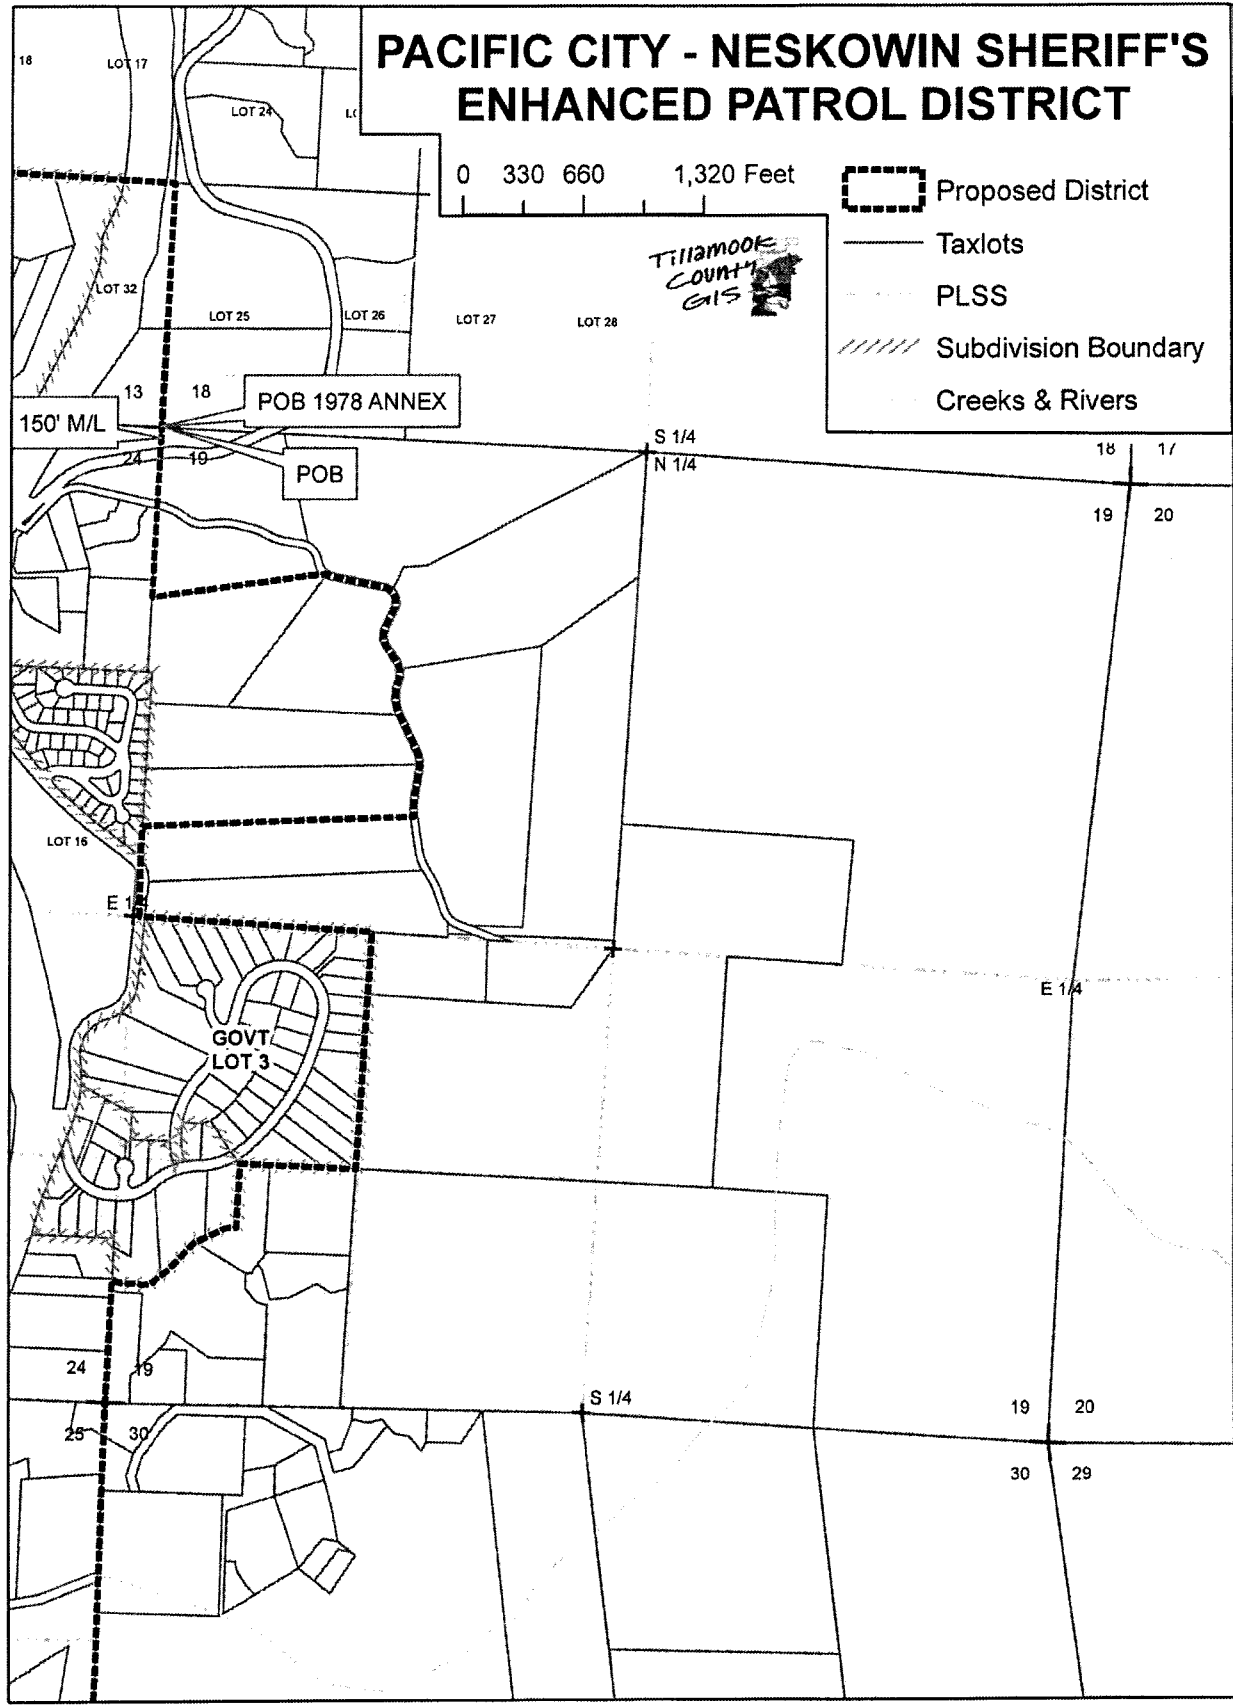 PACIFIC CITY - NESKOWIN SHERIFF'S
ENHANCED PATROL DISTRICT
0 330 660 1,320 Feet
Proposed District
Taxlots
PLSS
Subdivision Boundary
Creeks & Rivers
Tillamook
County
GIS
18
LOT 17
LOT 24
LOT 32
LOT 25
LOT 26
LOT 27
LOT 28
13 18
POB 1978 ANNEX
150' M/L
24 19
POB
S 1/4
N 1/4
18 17
19 20
LOT 16
E 1/4
GOVT
LOT 3
24 19
S 1/4
19 20
25 30
30 29